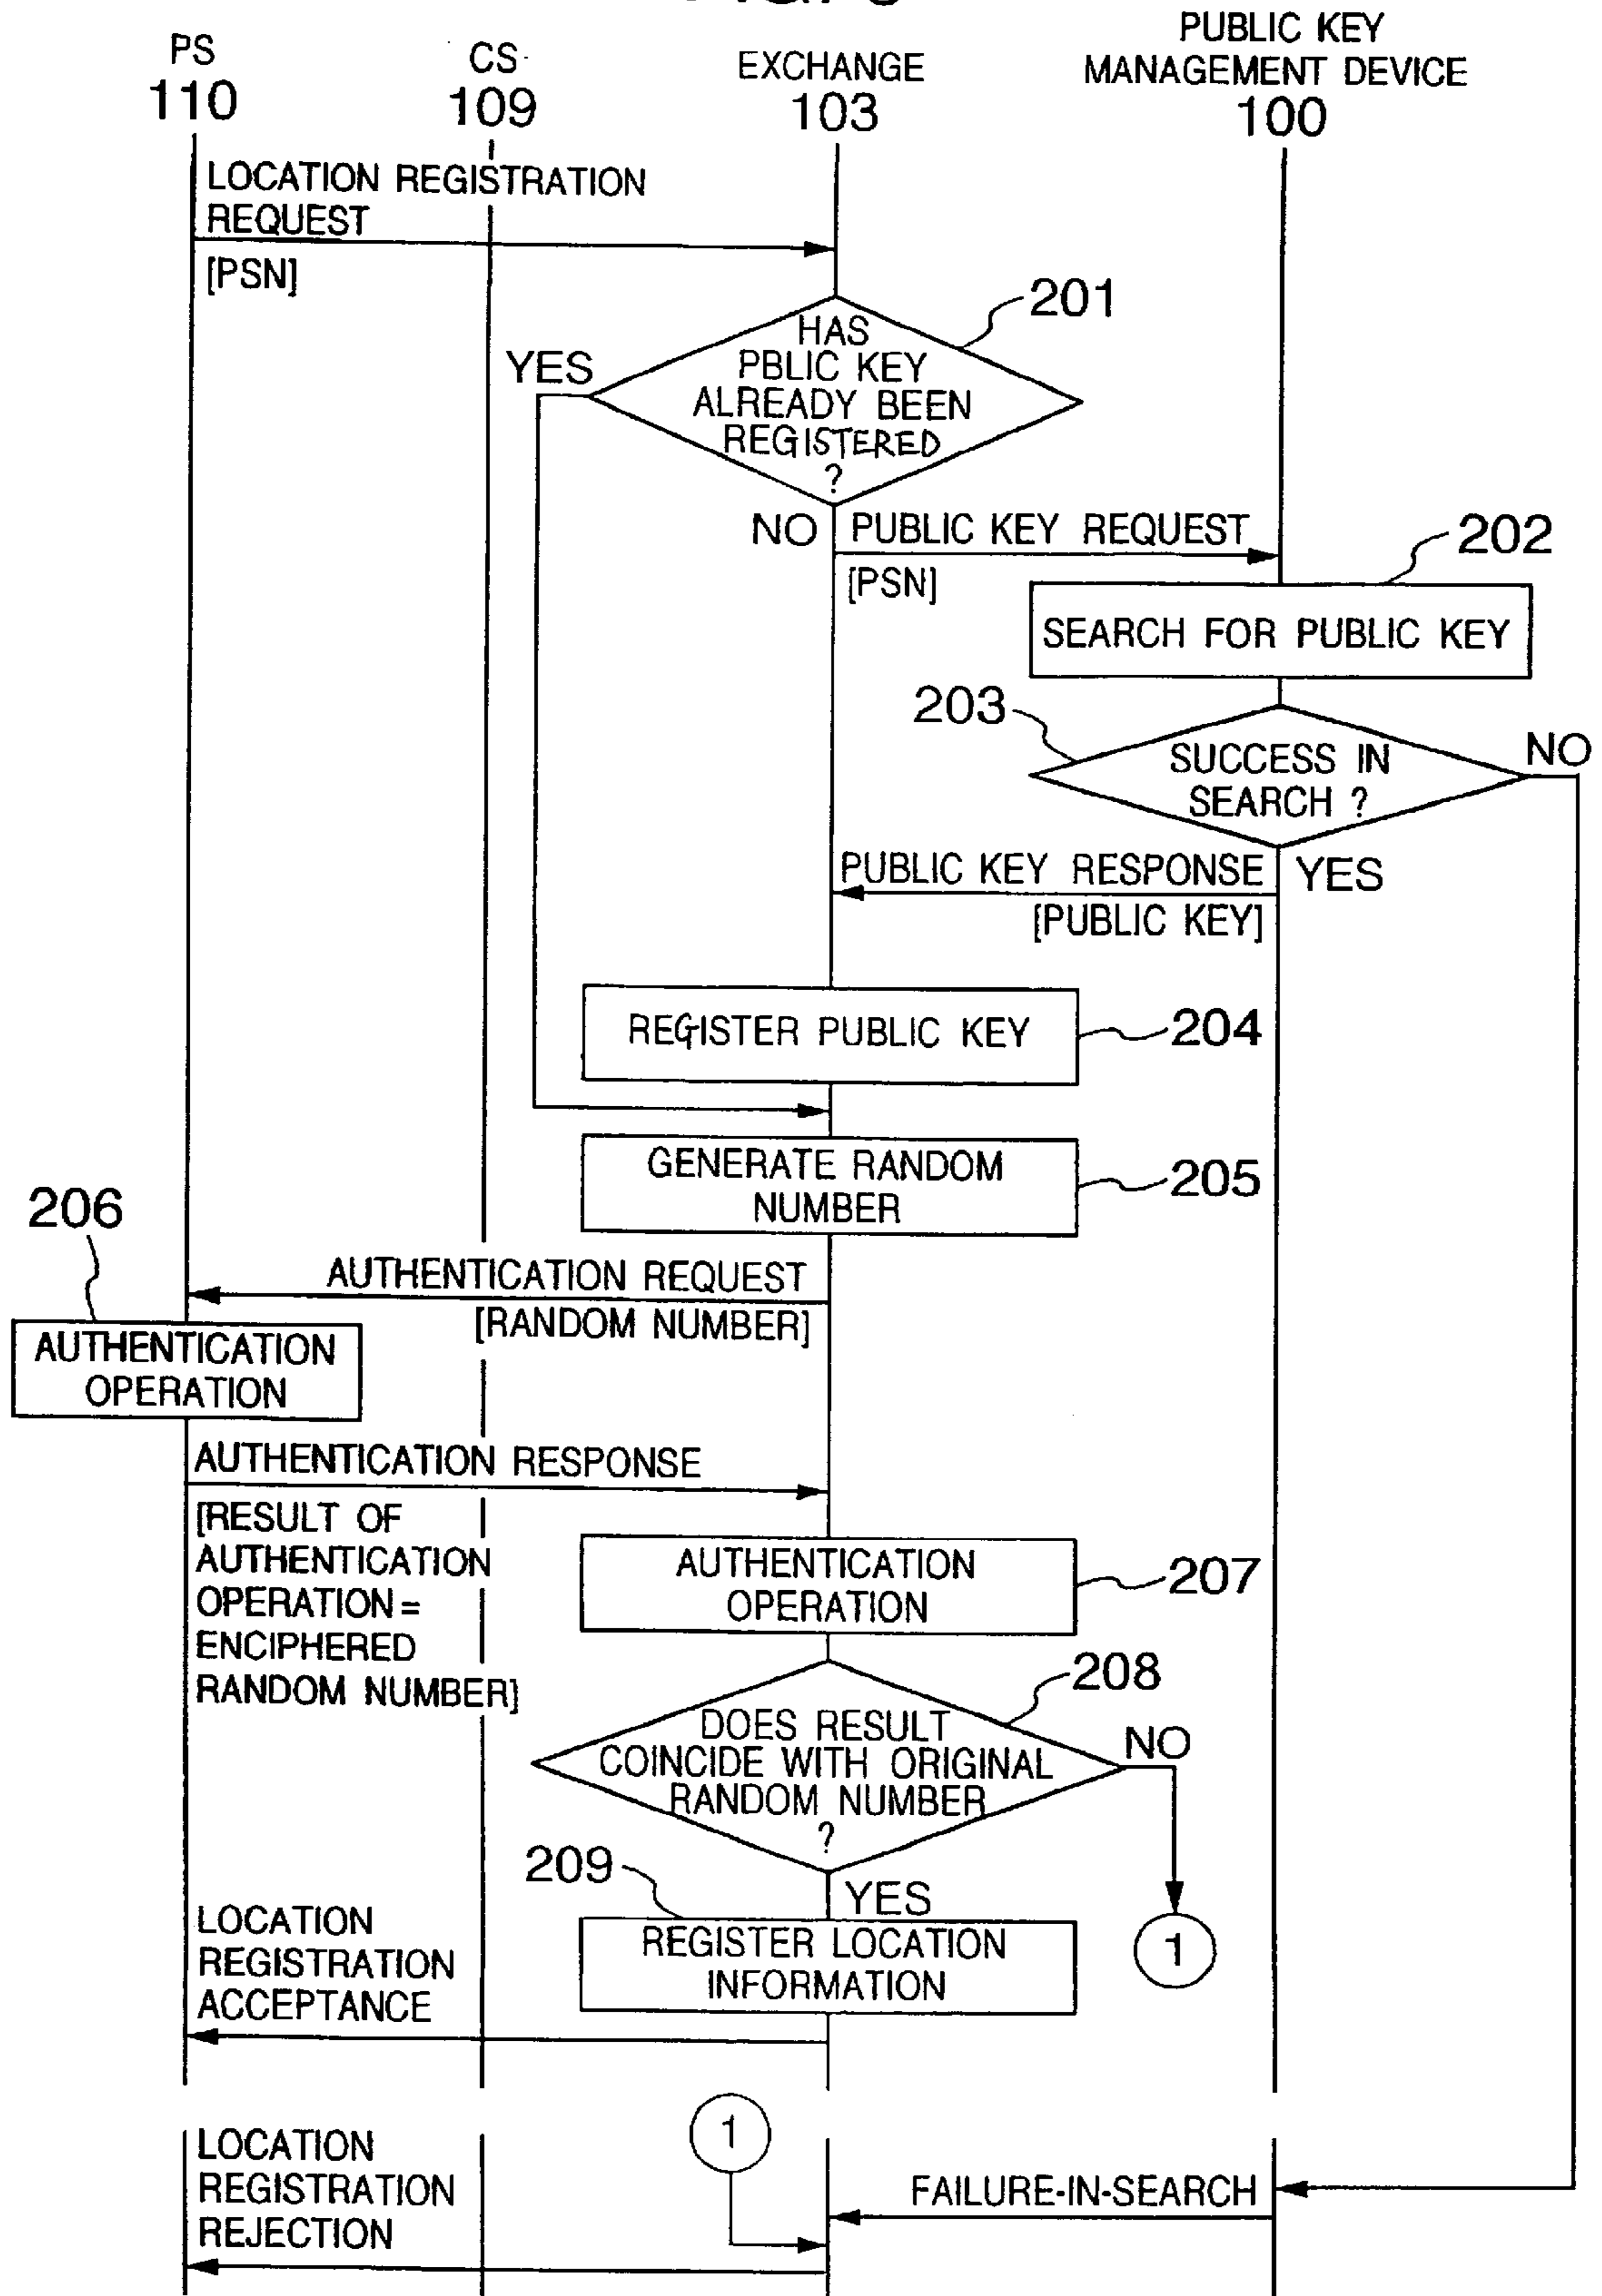 PS
110
CS
109
EXCHANGE
103
PUBLIC KEY
MANAGEMENT DEVICE
100
LOCATION REGISTRATION
REQUEST
[PSN]
201
HAS
PBLIC KEY
ALREADY BEEN
REGISTERED
?
YES
NO
PUBLIC KEY REQUEST
[PSN]
202
SEARCH FOR PUBLIC KEY
203
SUCCESS IN
SEARCH ?
NO
YES
PUBLIC KEY RESPONSE
[PUBLIC KEY]
REGISTER PUBLIC KEY
204
GENERATE RANDOM
NUMBER
205
206
AUTHENTICATION REQUEST
[RANDOM NUMBER]
AUTHENTICATION
OPERATION
AUTHENTICATION RESPONSE
[RESULT OF
AUTHENTICATION
OPERATION =
ENCIPHERED
RANDOM NUMBER]
AUTHENTICATION
OPERATION
207
208
DOES RESULT
COINCIDE WITH ORIGINAL
RANDOM NUMBER
?
NO
1
209
YES
REGISTER LOCATION
INFORMATION
LOCATION
REGISTRATION
ACCEPTANCE
1
LOCATION
REGISTRATION
REJECTION
FAILURE-IN-SEARCH